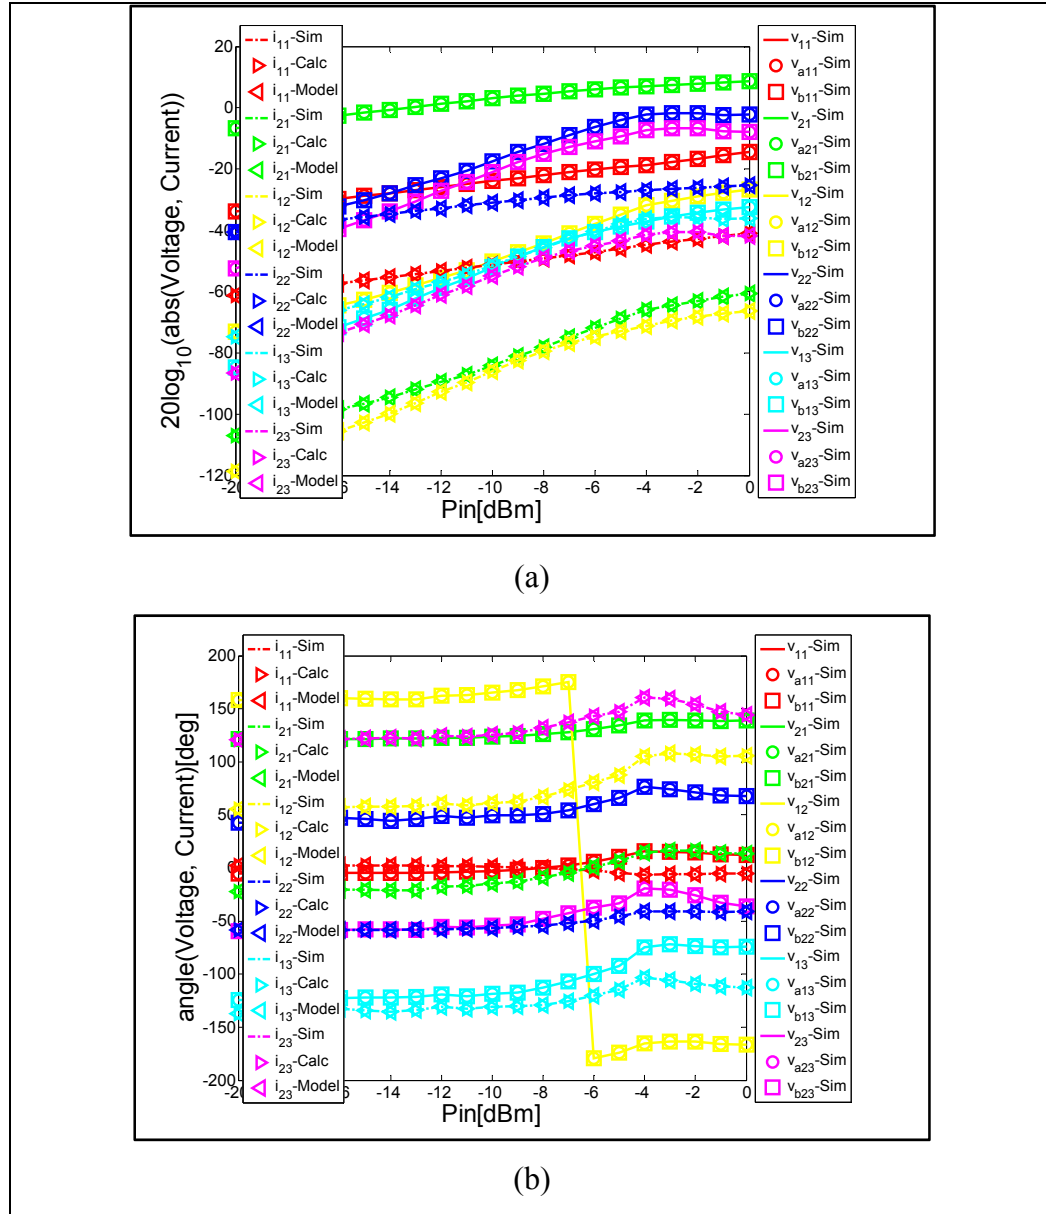 20
0
-20
-40
-60
-80
-100
-120
20log10(abs(Voltage, Current))
i11-Sim
i11-Calc
i11-Model
i21-Sim
i21-Calc
i21-Model
i12-Sim
i12-Calc
i12-Model
i22-Sim
i22-Calc
i22-Model
i13-Sim
i13-Calc
i13-Model
i23-Sim
i23-Calc
i23-Model
v11-Sim
va11-Sim
vb11-Sim
v21-Sim
va21-Sim
vb21-Sim
v12-Sim
va12-Sim
vb12-Sim
v22-Sim
va22-Sim
vb22-Sim
v13-Sim
va13-Sim
vb13-Sim
v23-Sim
va23-Sim
vb23-Sim
-14 -12 -10 -8 -6 -4 -2 0
Pin[dBm]
(a)
200
150
100
50
0
-50
-100
-150
-200
angle(Voltage, Current)[deg]
i11-Sim
i11-Calc
i11-Model
i21-Sim
i21-Calc
i21-Model
i12-Sim
i12-Calc
i12-Model
i22-Sim
i22-Calc
i22-Model
i13-Sim
i13-Calc
i13-Model
i23-Sim
i23-Calc
i23-Model
v11-Sim
va11-Sim
vb11-Sim
v21-Sim
va21-Sim
vb21-Sim
v12-Sim
va12-Sim
vb12-Sim
v22-Sim
va22-Sim
vb22-Sim
v13-Sim
va13-Sim
vb13-Sim
v23-Sim
va23-Sim
vb23-Sim
-14 -12 -10 -8 -6 -4 -2 0
Pin[dBm]
(b)